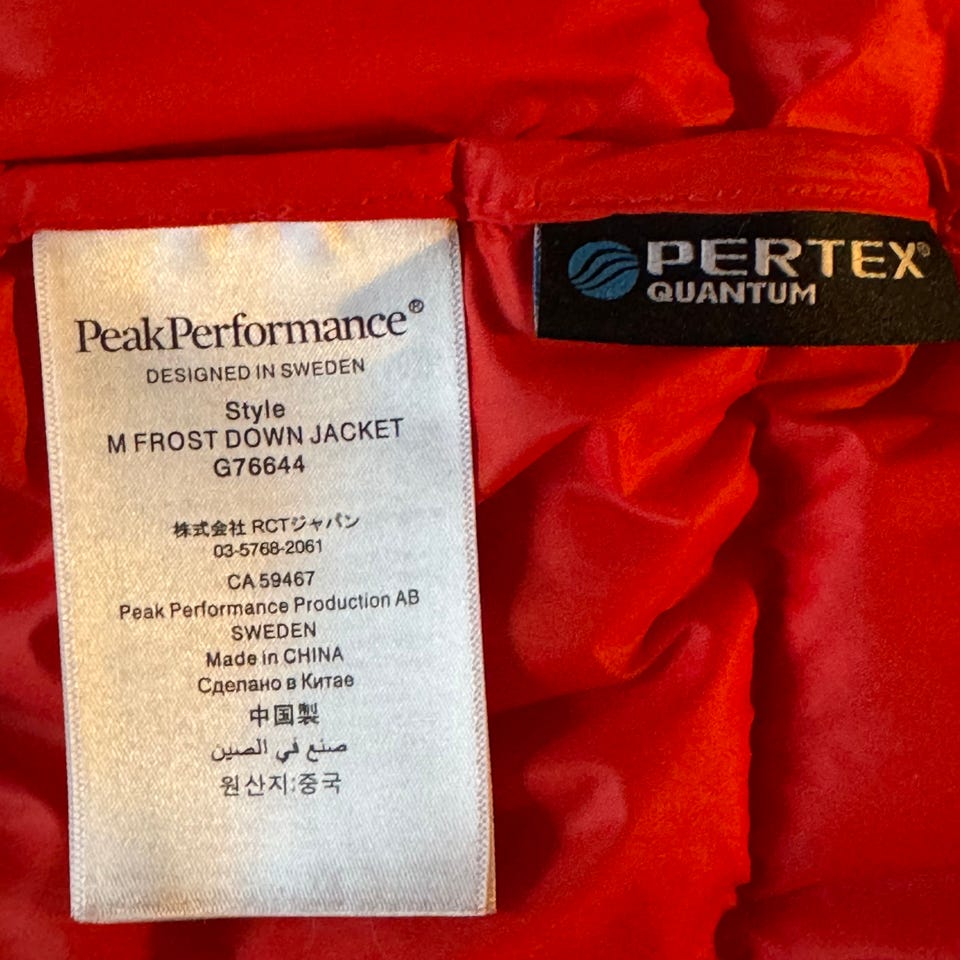 PeakPerformance®
DESIGNED IN SWEDEN
Style
M FROST DOWN JACKET
G76644
株式会社 RCTジャパン
03-5768-2061
CA 59467
Peak Performance Production AB
SWEDEN
Made in CHINA
Сделано в Китае
中国製
صنع في الصين
원산지:중국
PERTEX®
QUANTUM